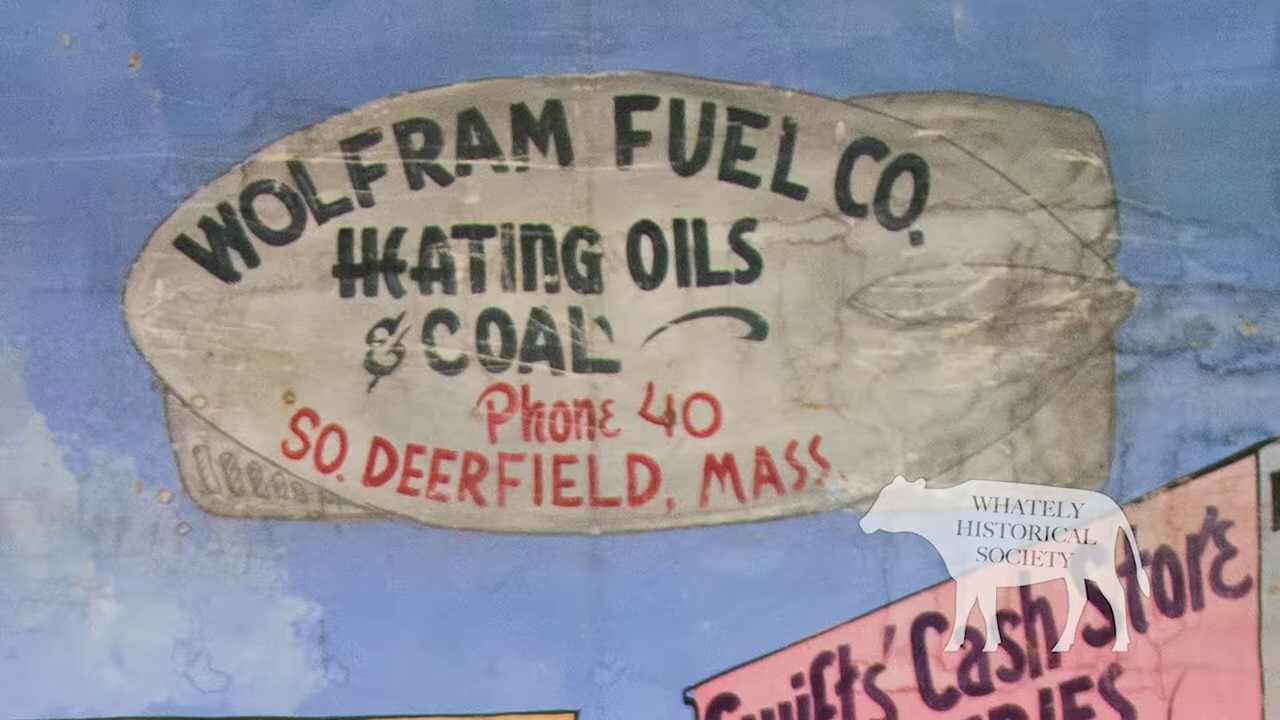 WOLFRAM FUEL CO.
HEATING OILS
& COAL
Phone 40
SO. DEERFIELD, MASS.
WHATELY
HISTORICAL
SOCIETY
Swifts' Cash Store